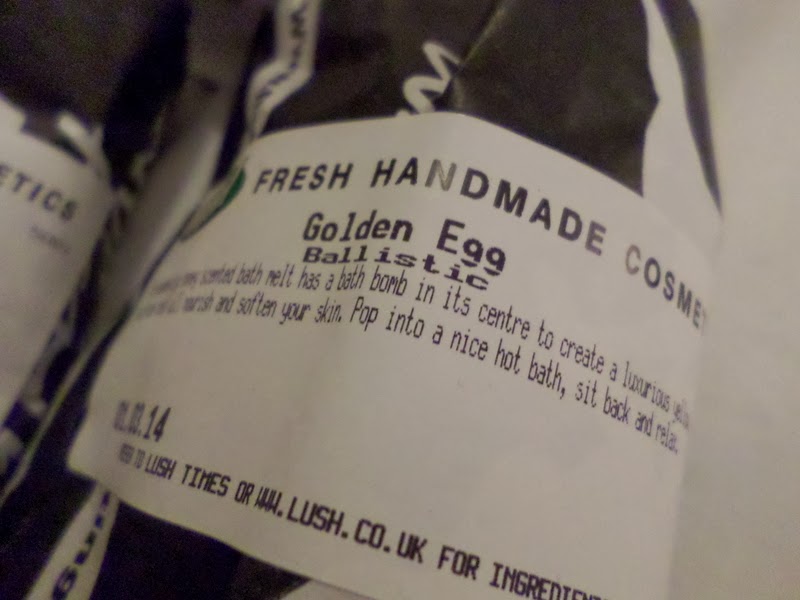 ETICS
FRESH HANDMADE COSMET
Golden Egg
Ballistic
scented bath melt has a bath bomb in its centre to create a luxurious
nourish and soften your skin. Pop into a nice hot bath, sit back and relax.
01.03.14
TO LUSH TIMES OR WWW.LUSH.CO.UK FOR INGREDIENT